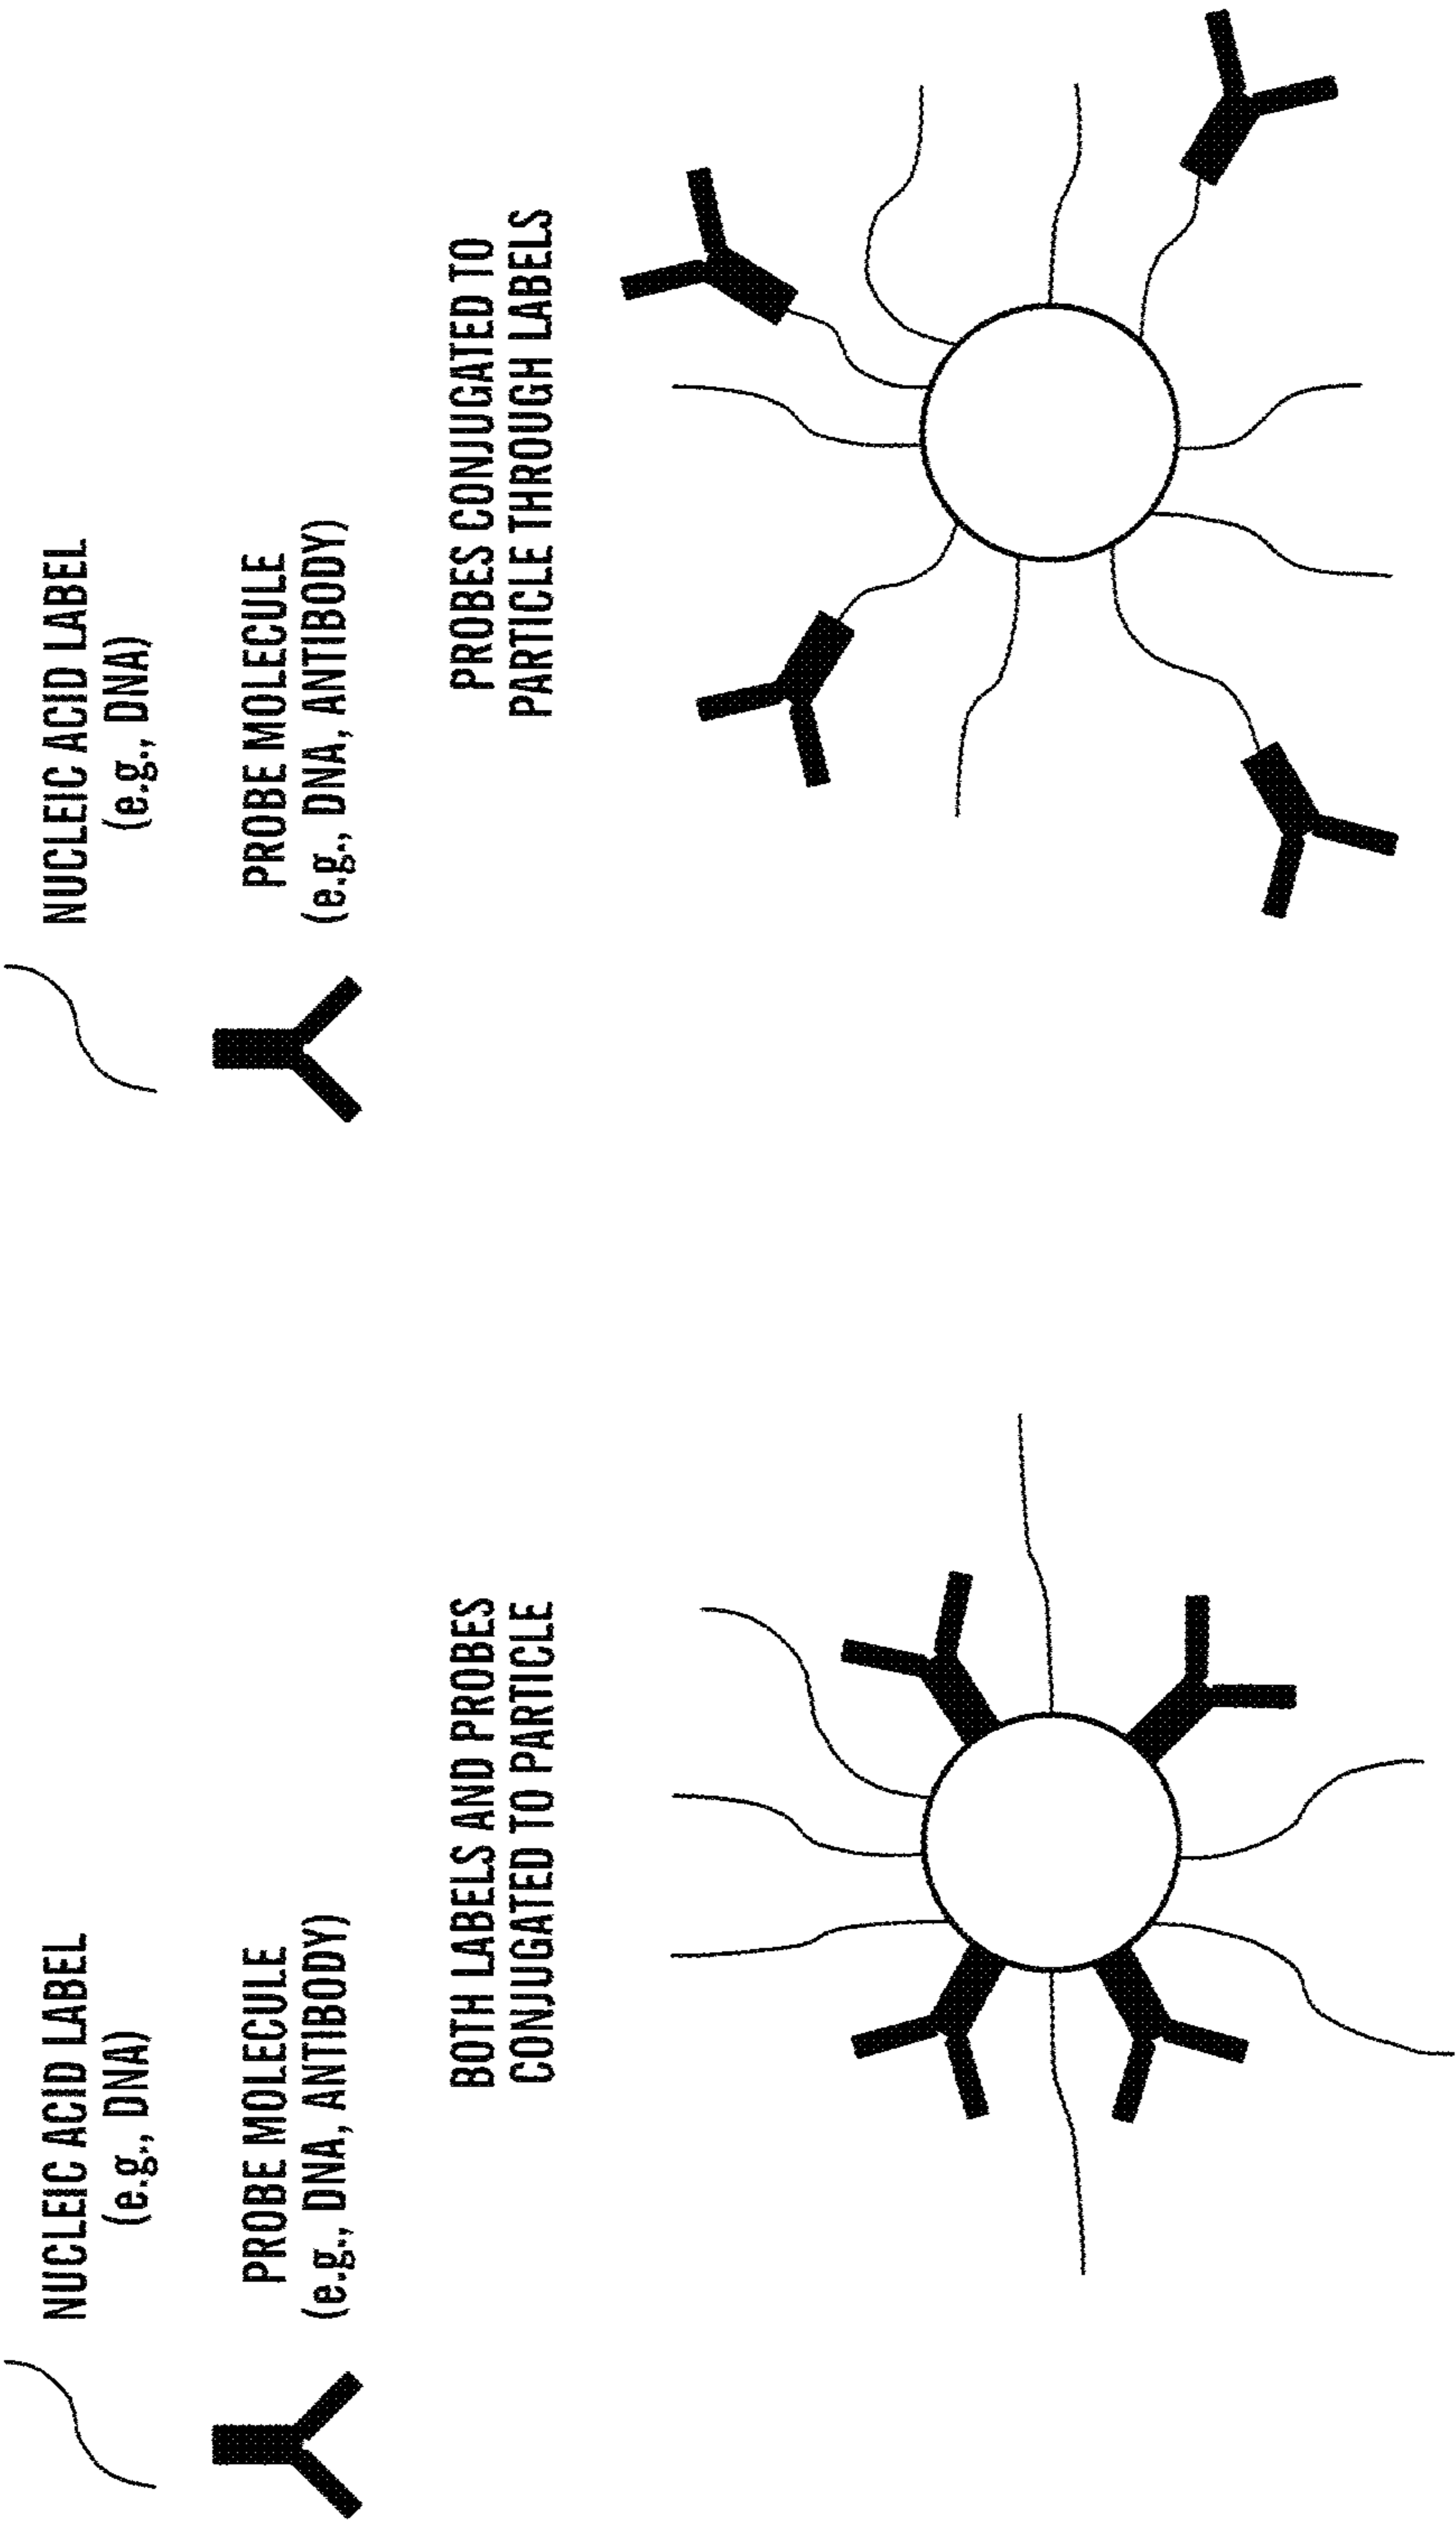 NUCLEIC ACID LABEL
(e.g., DNA)
PROBE MOLECULE
(e.g., DNA, ANTIBODY)
BOTH LABELS AND PROBES
CONJUGATED TO PARTICLE
NUCLEIC ACID LABEL
(e.g., DNA)
PROBE MOLECULE
(e.g., DNA, ANTIBODY)
PROBES CONJUGATED TO
PARTICLE THROUGH LABELS